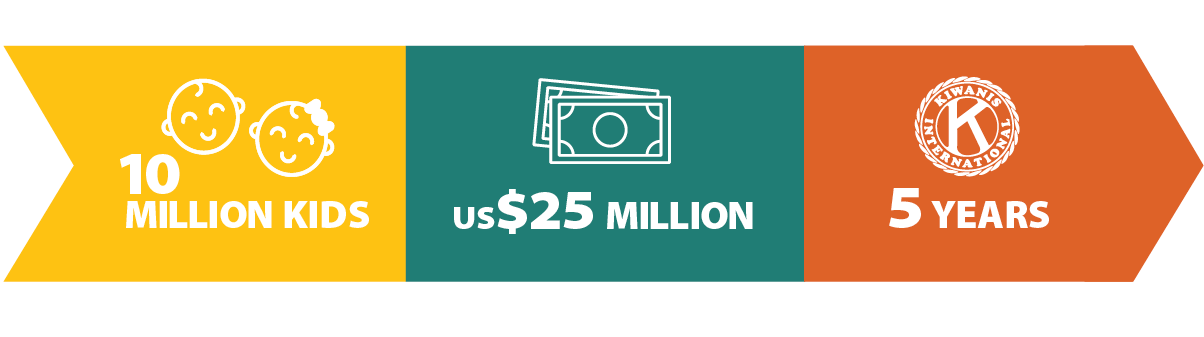 10
MILLION KIDS
US$25 MILLION
KIWANIS
K
INTERNATIONAL
5 YEARS